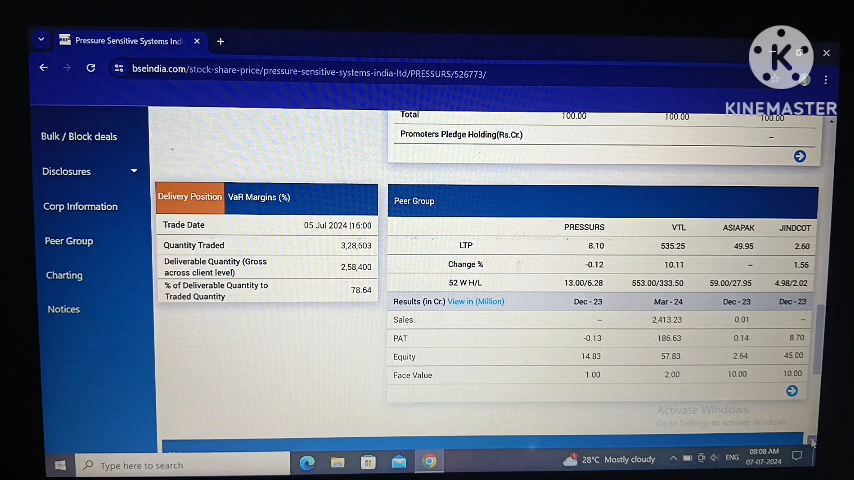 Pressure Sensitive Systems Indi
bseindia.com/stock-share-price/pressure-sensitive-systems-india-ltd/PRESSURS/526773/
KINEMASTER
Bulk / Block deals
Disclosures
Corp Information
Peer Group
Charting
Notices
Total 100.00 100.00 100.00
Promoters Pledge Holding(Rs.Cr.) –
Delivery Position VaR Margins (%)
Trade Date 05 Jul 2024 |16:00
Quantity Traded 3,28,603
Deliverable Quantity (Gross
across client level) 2,58,400
% of Deliverable Quantity to
Traded Quantity 78.64
Peer Group
PRESSURS VTL ASIAPAK JINDCOT
LTP 8.10 535.25 49.95 2.60
Change % -0.12 10.11 – 1.56
52 W H/L 13.00/6.28 553.00/333.50 59.00/27.95 4.98/2.02
Results (in Cr.) View in (Million) Dec - 23 Mar - 24 Dec - 23 Dec - 23
Sales – 2,413.23 0.01 –
PAT -0.13 186.63 0.14 8.70
Equity 14.83 57.83 2.64 45.00
Face Value 1.00 2.00 10.00 10.00
Activate Windows
Go to Settings to activate Windows.
Type here to search
28°C Mostly cloudy
ENG
08:08 AM
07-07-2024